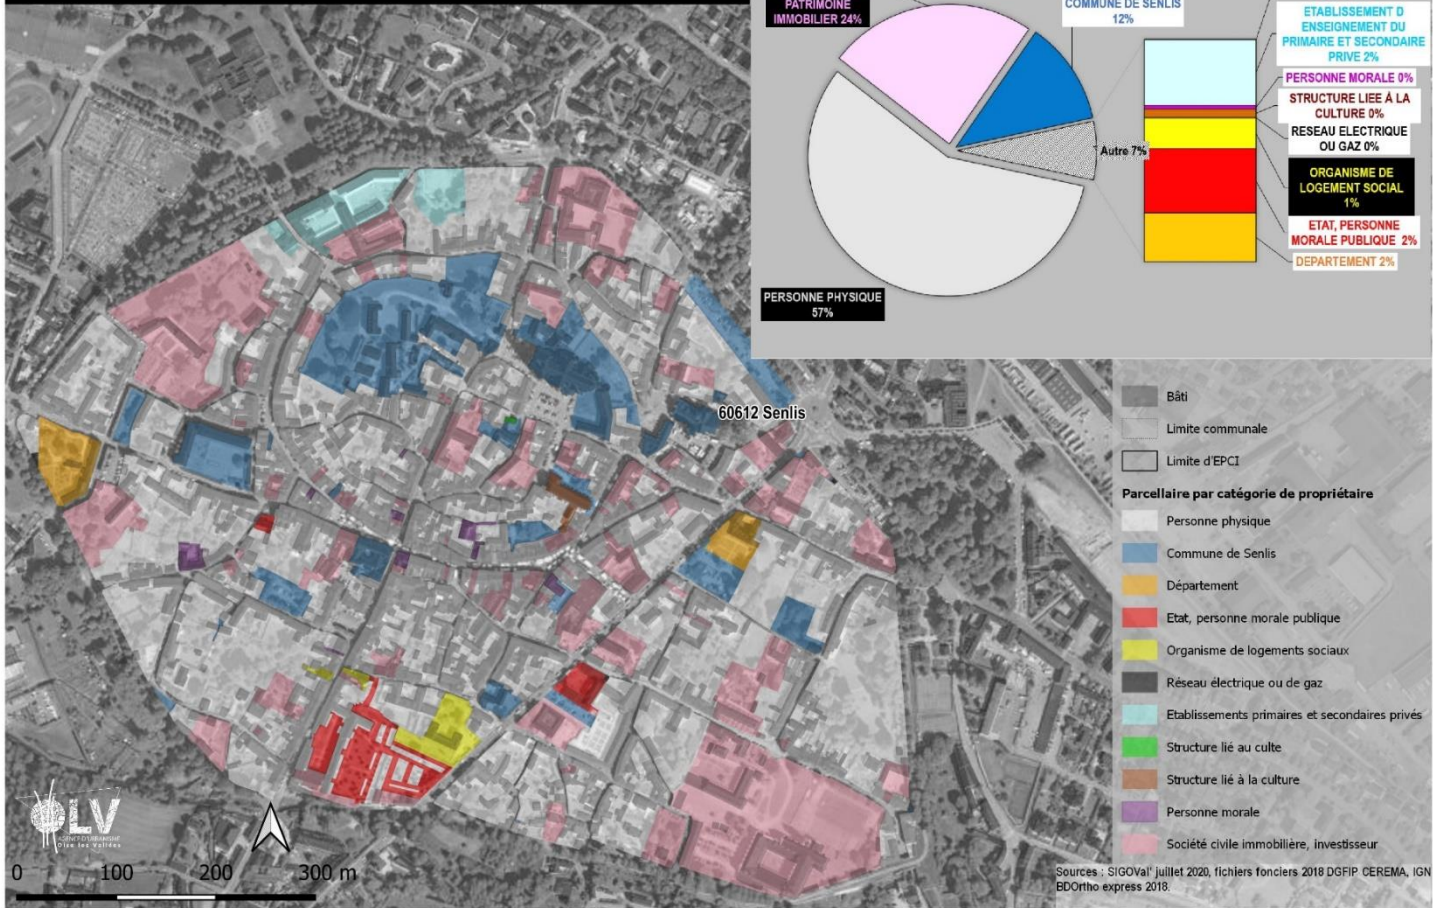 PATRIMOINE
IMMOBILIER 24%
COMMUNE DE SENLIS
12%
ETABLISSEMENT D
ENSEIGNEMENT DU
PRIMAIRE ET SECONDAIRE
PRIVE 2%
PERSONNE MORALE 0%
STRUCTURE LIEE À LA
CULTURE 0%
RESEAU ELECTRIQUE
OU GAZ 0%
Autre 7%
ORGANISME DE
LOGEMENT SOCIAL
1%
ETAT, PERSONNE
MORALE PUBLIQUE 2%
DEPARTEMENT 2%
PERSONNE PHYSIQUE
57%
60612 Senlis
Bâti
Limite communale
Limite d'EPCI
Parcellaire par catégorie de propriétaire
Personne physique
Commune de Senlis
Département
Etat, personne morale publique
Organisme de logements sociaux
Réseau électrique ou de gaz
Etablissements primaires et secondaires privés
Structure lié au culte
Structure lié à la culture
Personne morale
Société civile immobilière, investisseur
OLV
AGENCE D'URBANISME
Oise les Vallées
0 100 200 300 m
Sources : SIGOVal' juillet 2020, fichiers fonciers 2018 DGFIP CEREMA, IGN
BDOrtho express 2018.